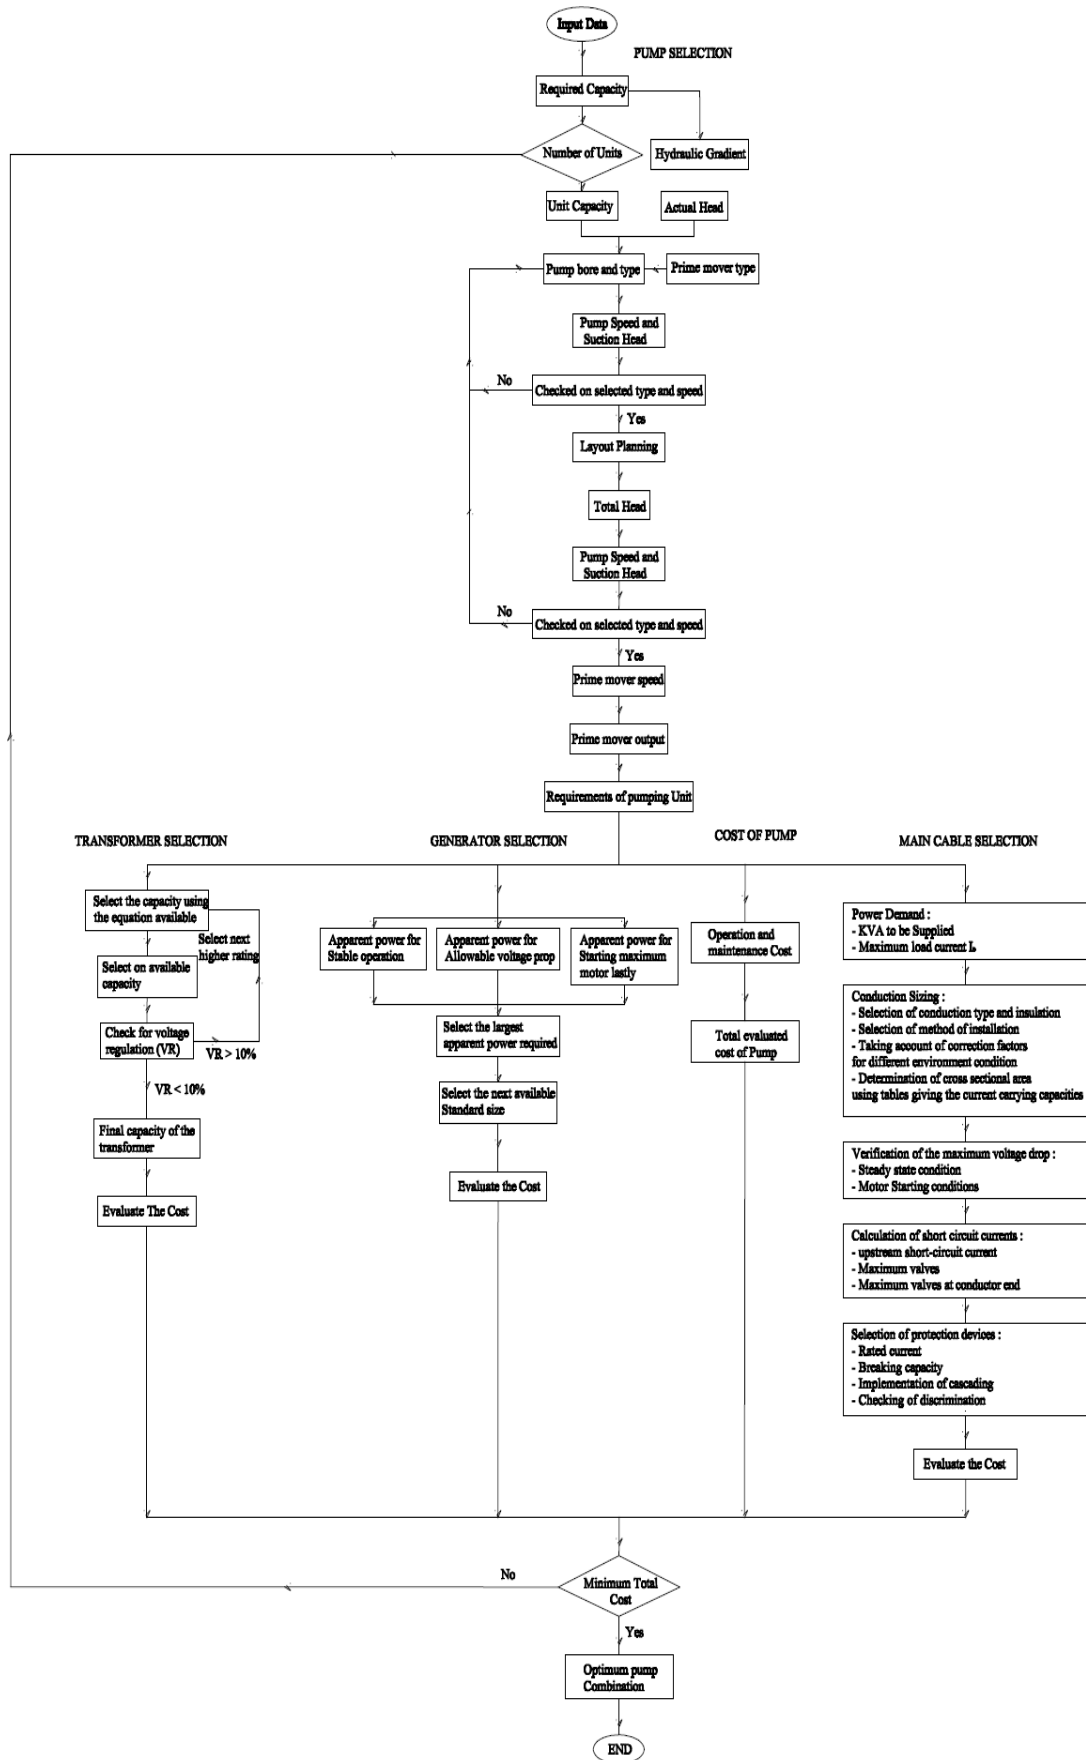 Input Data
PUMP SELECTION
Required Capacity
Number of Units
Hydraulic Gradient
Unit Capacity
Actual Head
Pump bore and type
Prime mover type
Pump Speed and
Suction Head
No
Checked on selected type and speed
Yes
Layout Planning
Total Head
Pump Speed and
Suction Head
No
Checked on selected type and speed
Yes
Prime mover speed
Prime mover output
Requirements of pumping Unit
TRANSFORMER SELECTION
Select the capacity using
the equation available
Select next
higher rating
Select on available
capacity
Check for voltage
regulation (VR)
VR > 10%
VR < 10%
Final capacity of the
transformer
Evaluate The Cost
GENERATOR SELECTION
Apparent power for
Stable operation
Apparent power for
Allowable voltage prop
Apparent power for
Starting maximum
motor lastly
Select the largest
apparent power required
Select the next available
Standard size
Evaluate the Cost
COST OF PUMP
Operation and
maintenance Cost
Total evaluated
cost of Pump
MAIN CABLE SELECTION
Power Demand :
- KVA to be Supplied
- Maximum load current
Conduction Sizing :
- Selection of conduction type and insulation
- Selection of method of installation
- Taking account of correction factors
for different environment condition
- Determination of cross sectional area
using tables giving the current carrying capacities
Verification of the maximum voltage drop :
- Steady state condition
- Motor Starting conditions
Calculation of short circuit currents :
- upstream short-circuit current
- Maximum valves
- Maximum valves at conductor end
Selection of protection devices :
- Rated current
- Breaking capacity
- Implementation of cascading
- Checking of discrimination
Evaluate the Cost
No
Minimum Total
Cost
Yes
Optimum pump
Combination
END